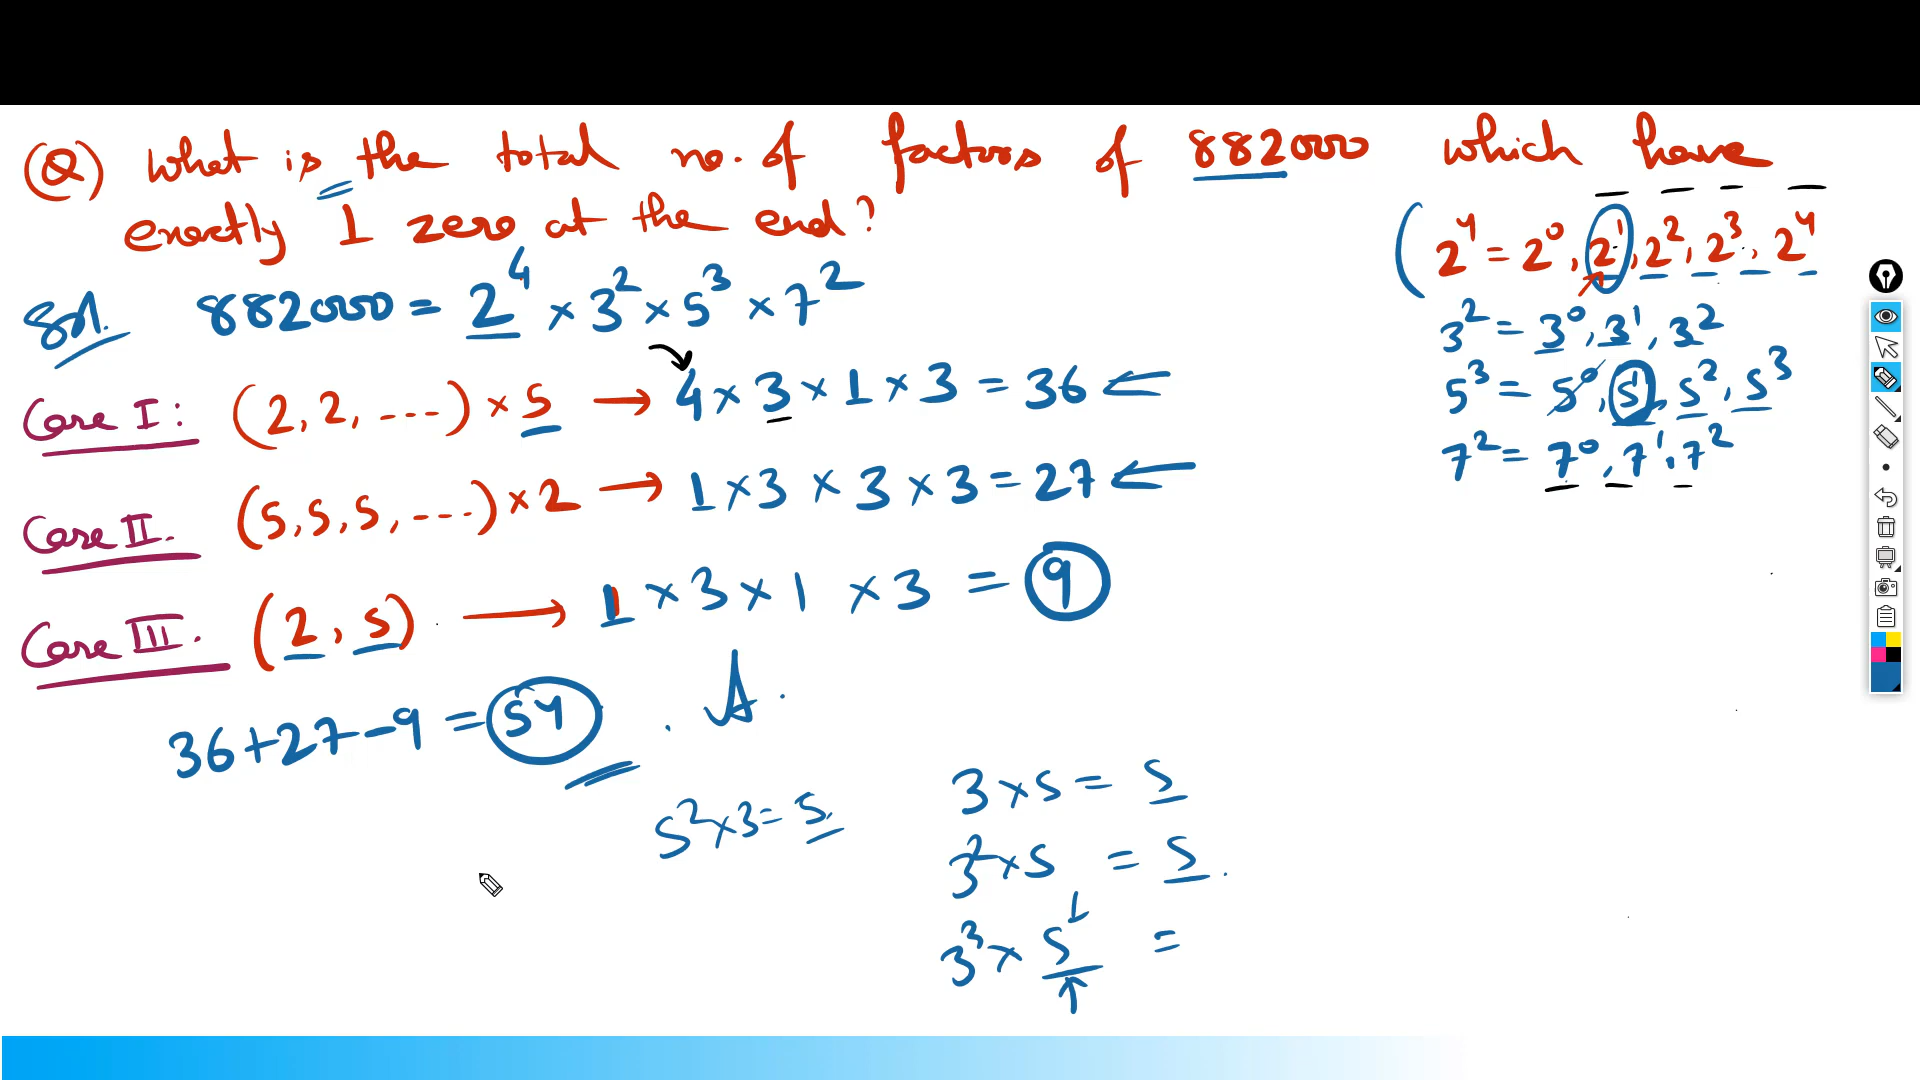 (Q) What is the total no. of factors of 882000 which have
exactly 1 zero at the end?
Sol. 882000 = 2^4 × 3^2 × 5^3 × 7^2
Case I: (2, 2, ....) × 5 → 4 × 3 × 1 × 3 = 36 ←
Case II. (5, 5, 5, ....) × 2 → 1 × 3 × 3 × 3 = 27 ←
Case III. (2, 5) → 1 × 3 × 1 × 3 = 9
36 + 27 - 9 = 54 . A.
5^2 × 3 = 5
3 × 5 = 5
3^2 × 5 = 5
3^3 × 5^1 =
( 2^4 = 2^0, 2^1, 2^2, 2^3, 2^4
3^2 = 3^0, 3^1, 3^2
5^3 = 5^0, 5^1, 5^2, 5^3
7^2 = 7^0, 7^1, 7^2